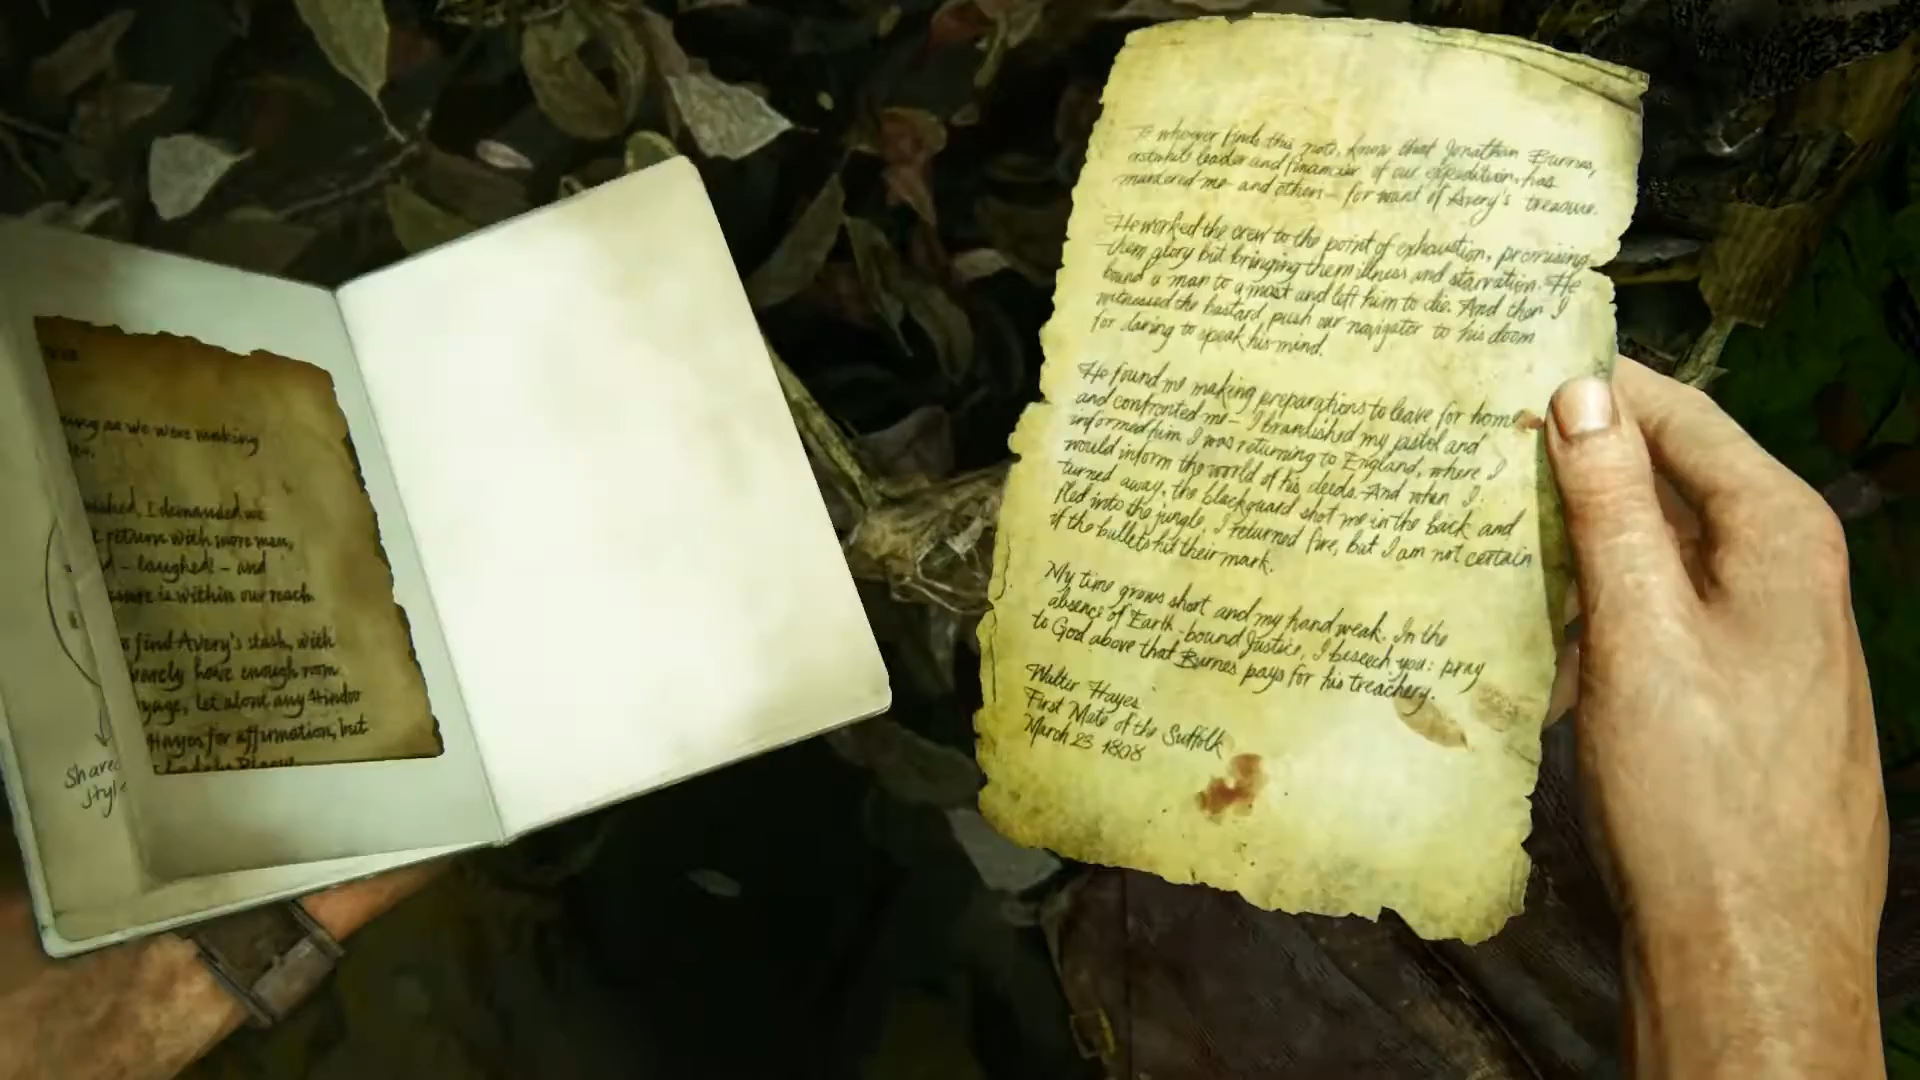 ung as we were making
ished, I demanded we
t return with more men,
d – laughed! – and
asure is within our reach.
o find Avery's stash, with
barely have enough room
oyage, let alone any Hindoo
Hayes for affirmation, but
Shared
style
To whoever finds this note, know that Jonathan Burnes,
erstwhile leader and financier of our expedition, has
murdered me – and others – for want of Avery's treasure.
He worked the crew to the point of exhaustion, promising
them glory but bringing them illness and starvation. He
bound a man to a mast and left him to die. And then I
witnessed the bastard push our navigator to his doom
for daring to speak his mind.
He found me making preparations to leave for home
and confronted me – I brandished my pistol and
informed him I was returning to England, where I
would inform the world of his deeds. And when I
turned away, the blackguard shot me in the back and
fled into the jungle. I returned fire, but I am not certain
if the bullets hit their mark.
My time grows short and my hand weak. In the
absence of Earth-bound Justice, I beseech you: pray
to God above that Burnes pays for his treachery.
Walter Hayes
First Mate of the Suffolk
March 23 1808